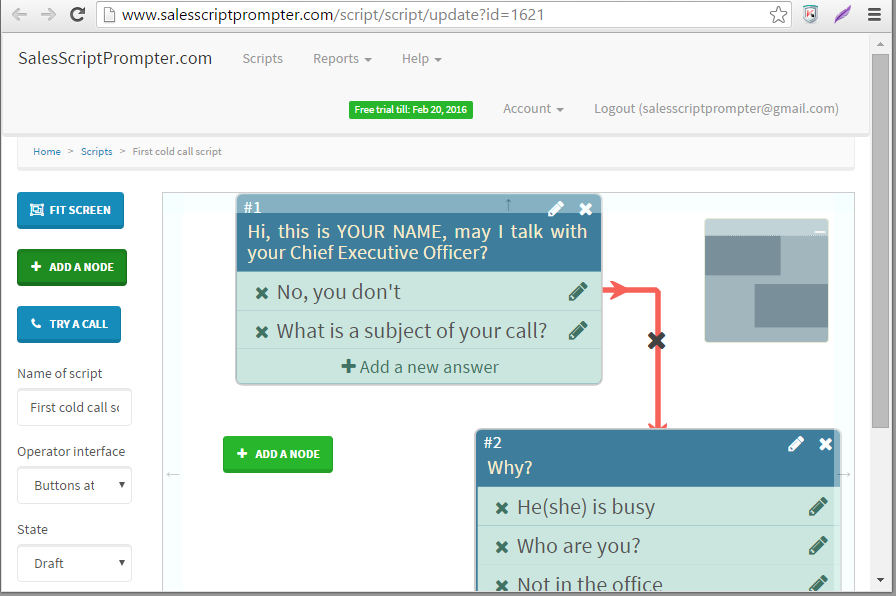 www.salesscriptprompter.com/script/script/update?id=1621
SalesScriptPrompter.com Scripts Reports Help
Free trial till: Feb 20, 2016 Account Logout (salesscriptprompter@gmail.com)
Home > Scripts > First cold call script
FIT SCREEN
ADD A NODE
TRY A CALL
Name of script
First cold call sc
Operator interface
Buttons at
State
Draft
#1
Hi, this is YOUR NAME, may I talk with
your Chief Executive Officer?
No, you don't
What is a subject of your call?
Add a new answer
ADD A NODE
#2
Why?
He(she) is busy
Who are you?
Not in the office